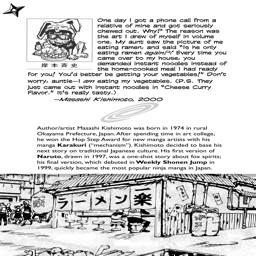 One day I got a phone call from a
relative of mine and got seriously
chewed out. Why!? The reason was
the art I drew of myself in volume
one. My aunt saw the picture of me
eating ramen, and said "Is he only
eating ramen again!?" Every time you
came over to my house, you
demanded instant noodles instead of
the home-cooked meal I had ready
for you! You'd better be getting your vegetables!" Don't
worry, auntie—I am eating my vegetables. (P.S. They
just came out with instant noodles in "Cheese Curry
Flavor." It's really tasty.)
—Masashi Kishimoto, 2000
岸本斉史
Author/artist Masashi Kishimoto was born in 1974 in rural
Okayama Prefecture, Japan. After spending time in art college,
he won the Hop Step Award for new manga artists with his
manga Karakuri ("mechanism"). Kishimoto decided to base his
next story on traditional Japanese culture. His first version of
Naruto, drawn in 1997, was a one-shot story about fox spirits;
his final version, which debuted in Weekly Shonen Jump in
1999, quickly became the most popular ninja manga in Japan.
ラーメン 楽